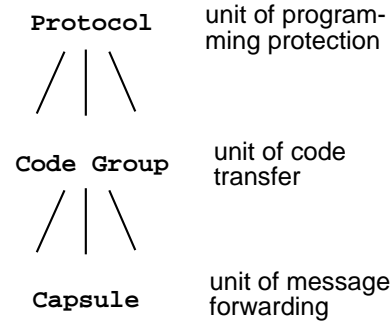 Protocol
unit of program-
ming protection
Code Group
unit of code
transfer
Capsule
unit of message
forwarding